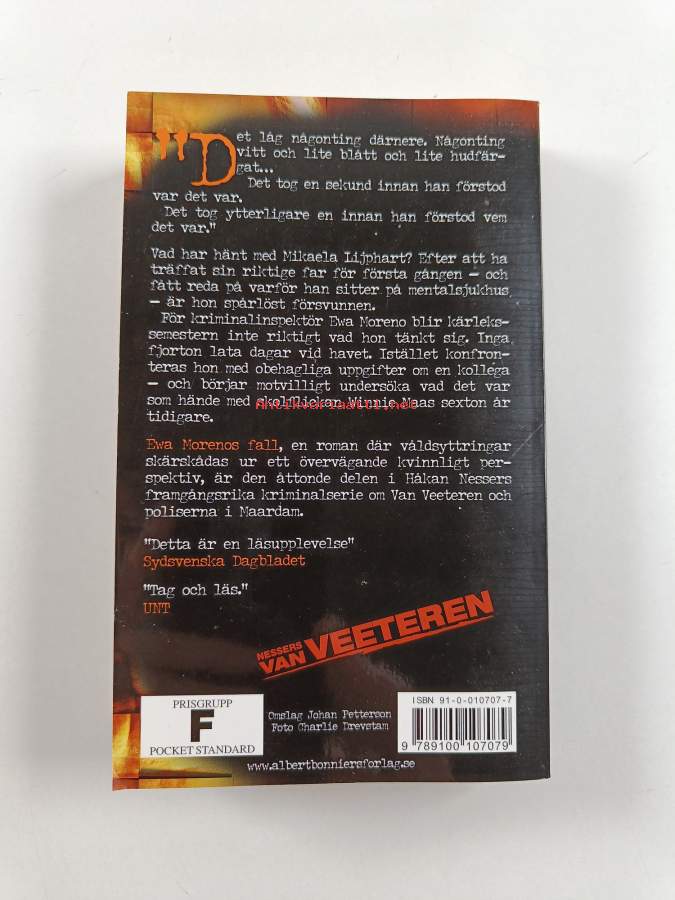 "Det låg någonting därnere. Någonting
vitt och lite blått och lite hudfär-
gat...
Det tog en sekund innan han förstod
var det var.
Det tog ytterligare en innan han förstod vem
det var."
Vad har hänt med Mikaela Lijphart? Efter att ha
träffat sin riktige far för första gången – och
fått reda på varför han sitter på mentalsjukhus
– är hon spårlöst försvunnen.
För kriminalinspektör Ewa Moreno blir kärleks-
semestern inte riktigt vad hon tänkt sig. Inga
fjorton lata dagar vid havet. Istället konfron-
teras hon med obehagliga uppgifter om en kollega
– och börjar motvilligt undersöka vad det var
som hände med skolflickan Winnie Maas sexton år
antikvariaatti.net
tidigare.
Ewa Morenos fall, en roman där våldsyttringar
skärskådas ur ett övervägande kvinnligt per-
spektiv, är den åttonde delen i Håkan Nessers
framgångsrika kriminalserie om Van Veeteren och
poliserna i Maardam.
"Detta är en läsupplevelse"
Sydsvenska Dagbladet
"Tag och läs."
UNT
NESSERS
VAN VEETEREN
PRISGRUPP
F
POCKET STANDARD
Omslag Johan Petterson
Foto Charlie Drevstam
ISBN 91-0-010707-7
9 789100 107079
www.albertbonniersforlag.se